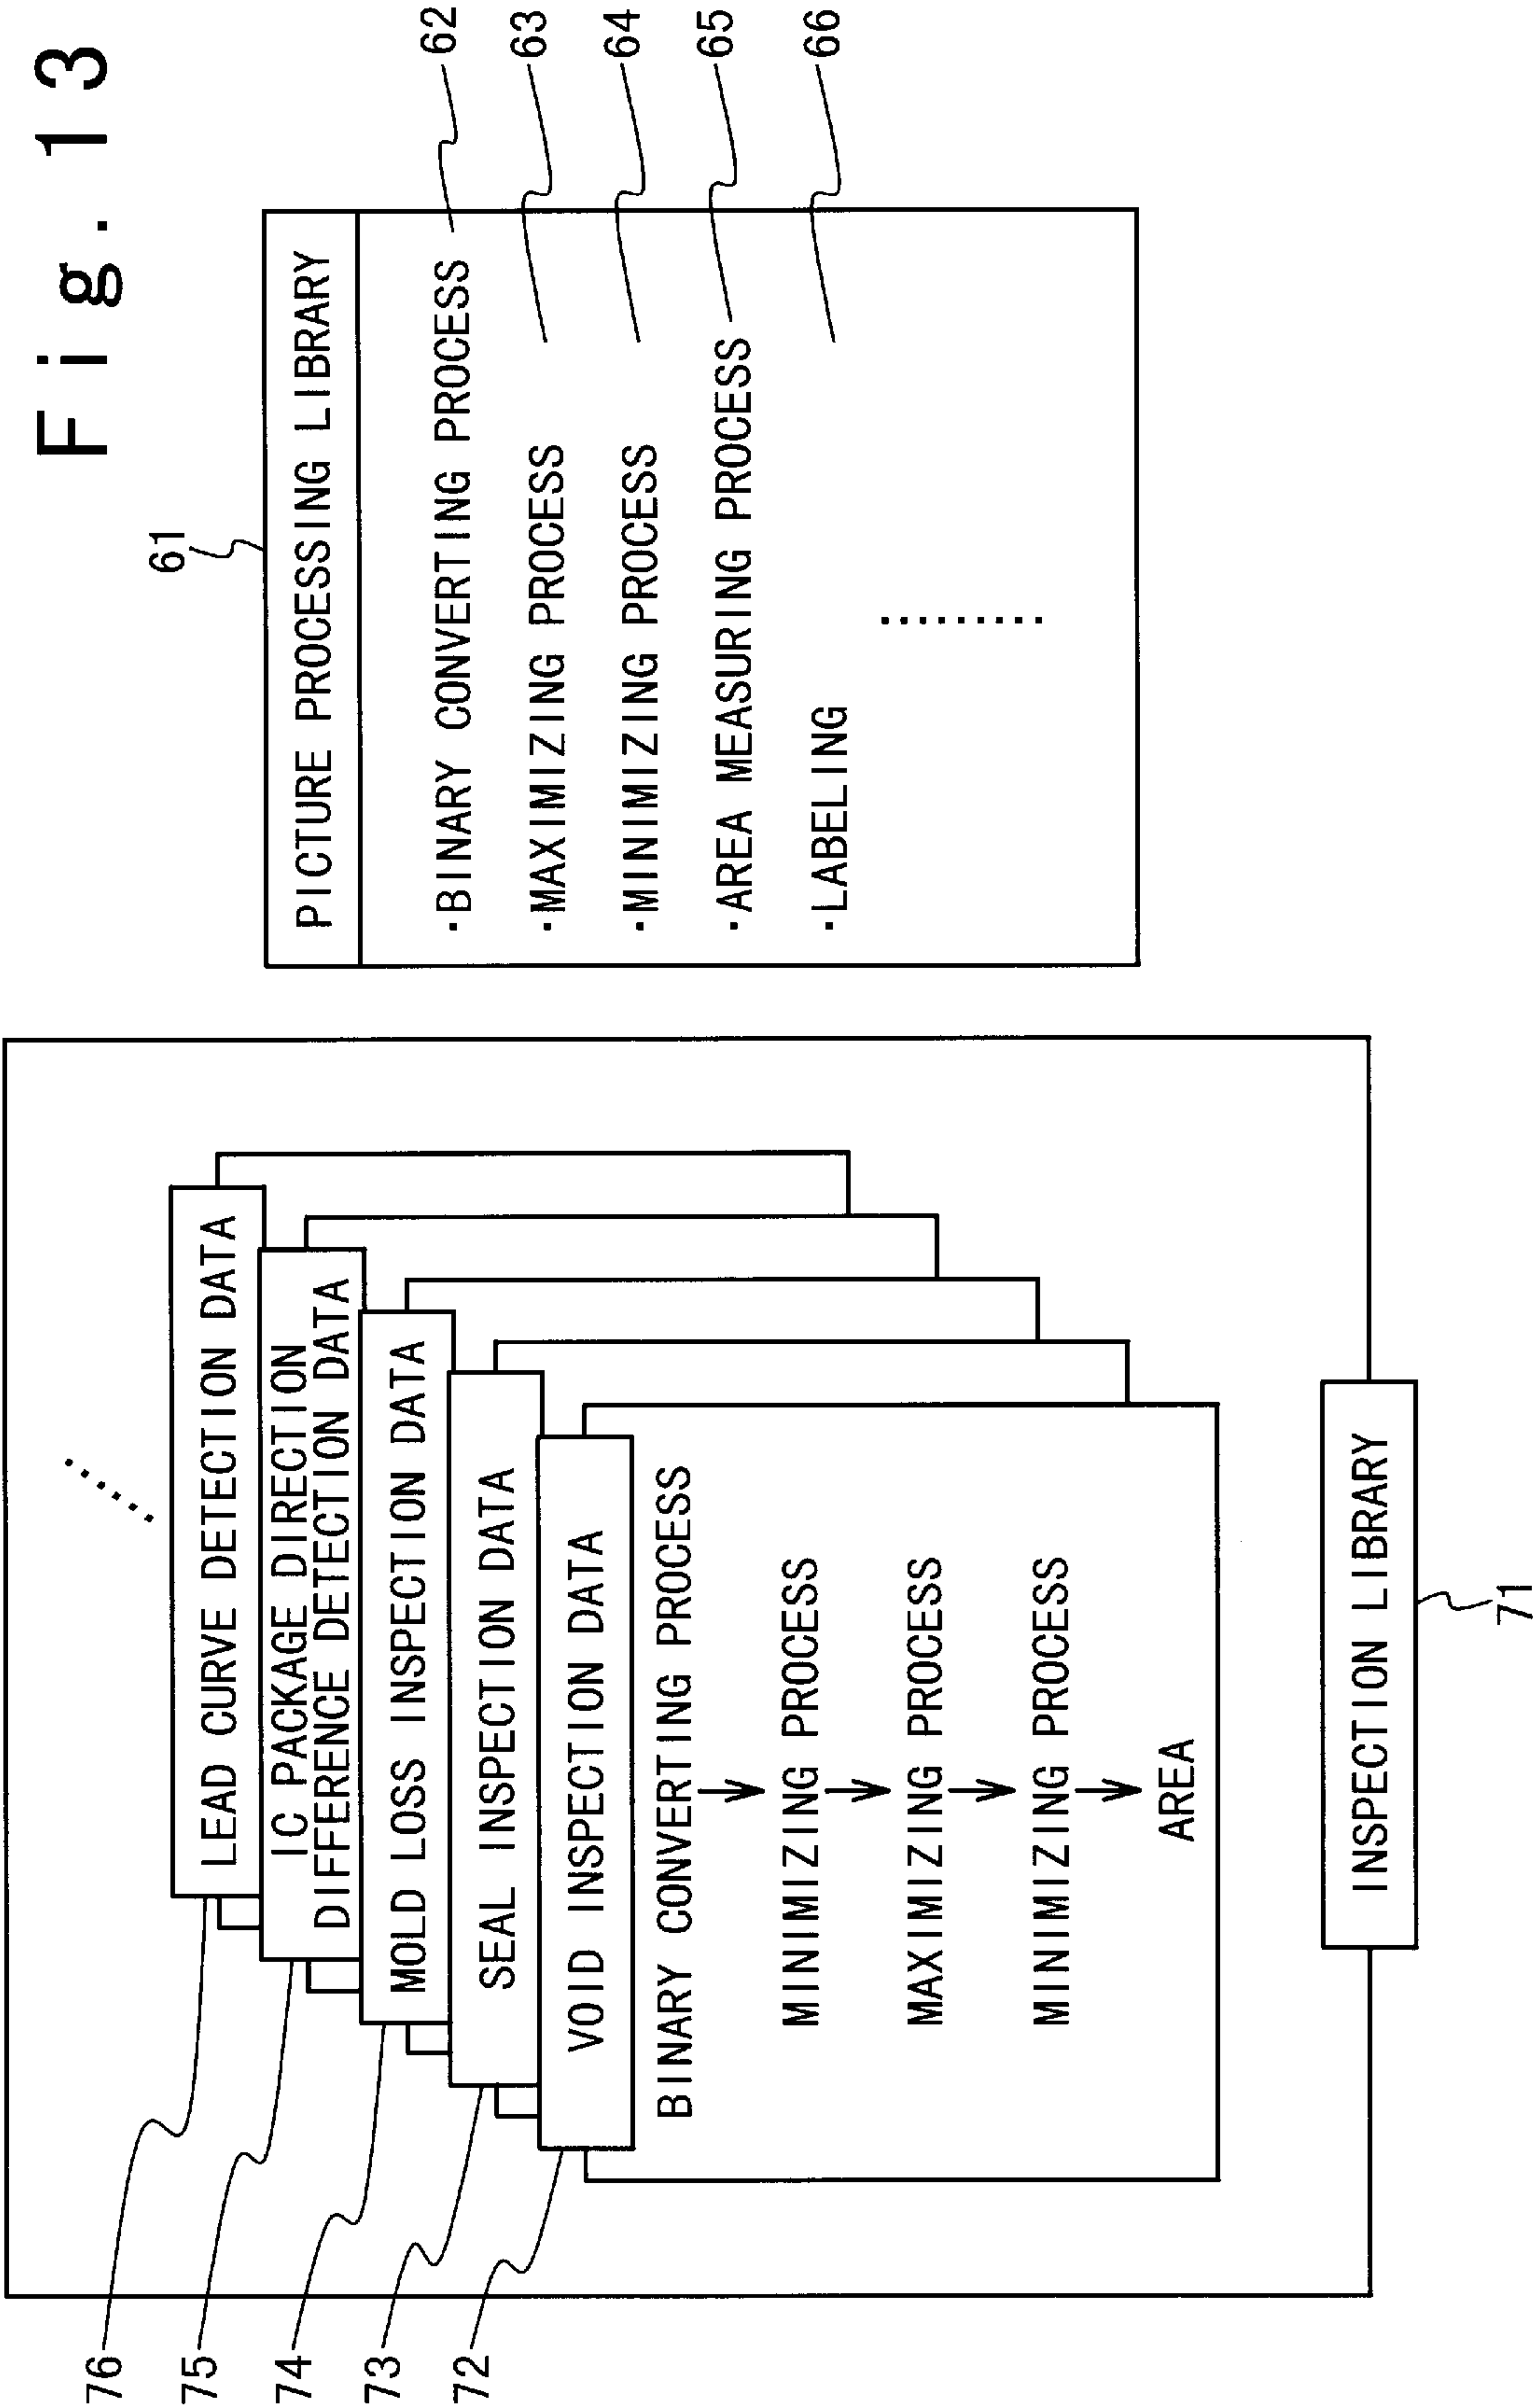 Fig. 13
76
75
74
73
72
LEAD CURVE DETECTION DATA
IC PACKAGE DIRECTION
DIFFERENCE DETECTION DATA
MOLD LOSS INSPECTION DATA
SEAL INSPECTION DATA
VOID INSPECTION DATA
BINARY CONVERTING PROCESS
MINIMIZING PROCESS
MAXIMIZING PROCESS
MINIMIZING PROCESS
AREA
INSPECTION LIBRARY
71
61
PICTURE PROCESSING LIBRARY
·BINARY CONVERTING PROCESS
62
·MAXIMIZING PROCESS
63
·MINIMIZING PROCESS
64
·AREA MEASURING PROCESS
65
·LABELING
66